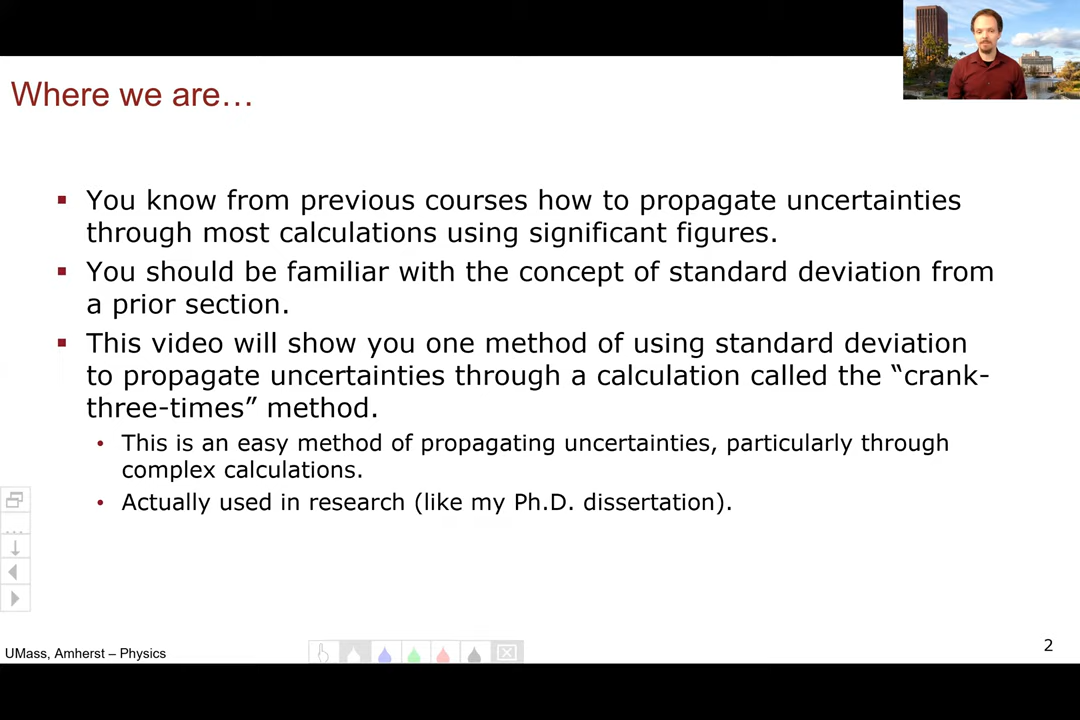 Where we are…
You know from previous courses how to propagate uncertainties
through most calculations using significant figures.
You should be familiar with the concept of standard deviation from
a prior section.
This video will show you one method of using standard deviation
to propagate uncertainties through a calculation called the “crank-
three-times” method.
This is an easy method of propagating uncertainties, particularly through
complex calculations.
Actually used in research (like my Ph.D. dissertation).
UMass, Amherst – Physics
2